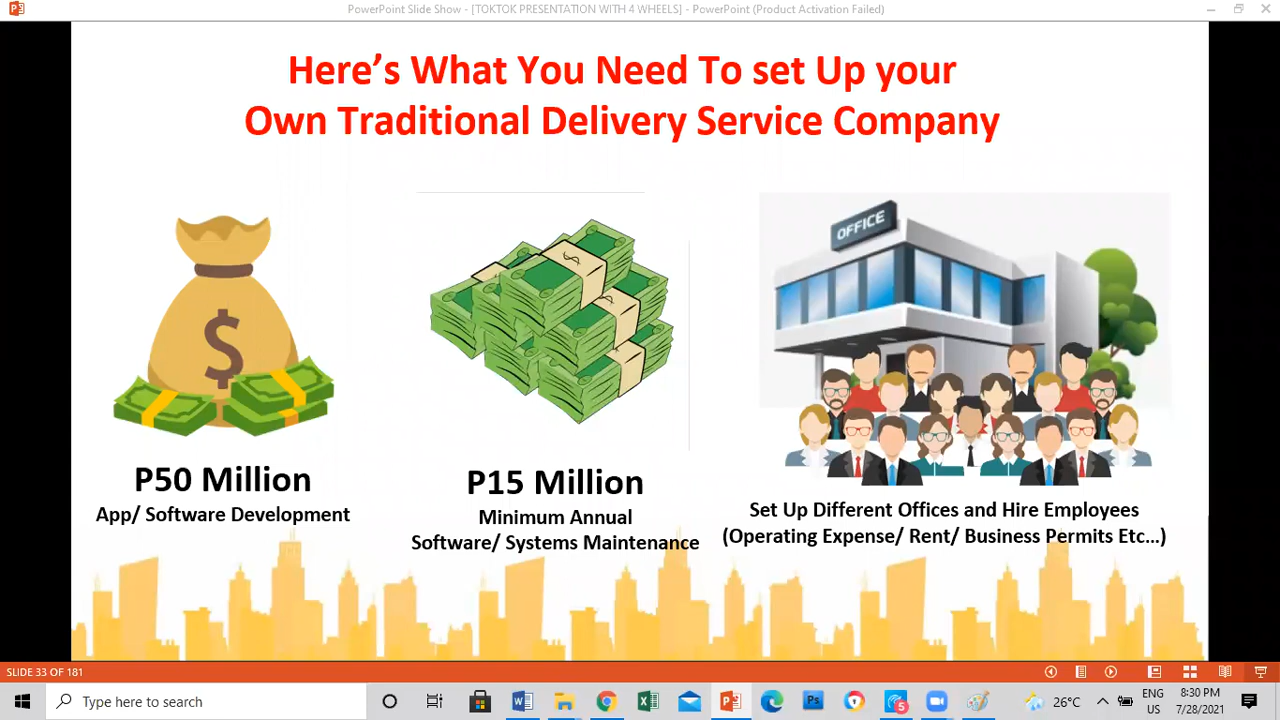 PowerPoint Slide Show - [TOKTOK PRESENTATION WITH 4 WHEELS] - PowerPoint (Product Activation Failed)
Here's What You Need To set Up your
Own Traditional Delivery Service Company
$
$
$
OFFICE
P50 Million
App/ Software Development
P15 Million
Minimum Annual
Software/ Systems Maintenance
Set Up Different Offices and Hire Employees
(Operating Expense/ Rent/ Business Permits Etc...)
SLIDE 33 OF 181
Type here to search
5
26°C
ENG
US
8:30 PM
7/28/2021